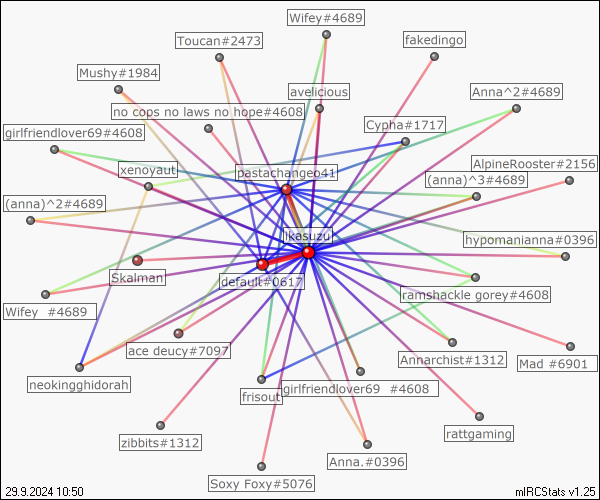 Wifey#4689
Toucan#2473
fakedingo
Mushy#1984
avelicious
Anna^2#4689
no cops no laws no hope#4608
Cypha#1717
girlfriendlover69#4608
xenoyaut
pastachangeo41
AlpineRooster#2156
(anna)^3#4689
(anna)^2#4689
likasuzu
hypomanianna#0396
Skalman
default#0617
ramshackle gorey#4608
Wifey  #4689
ace deucy#7097
Annarchist#1312
Mad #6901
neokingghidorah
frisout
girlfriendlover69  #4608
zibbits#1312
rattgaming
Anna.#0396
Soxy Foxy#5076
29.9.2024 10:50
mIRCStats v1.25